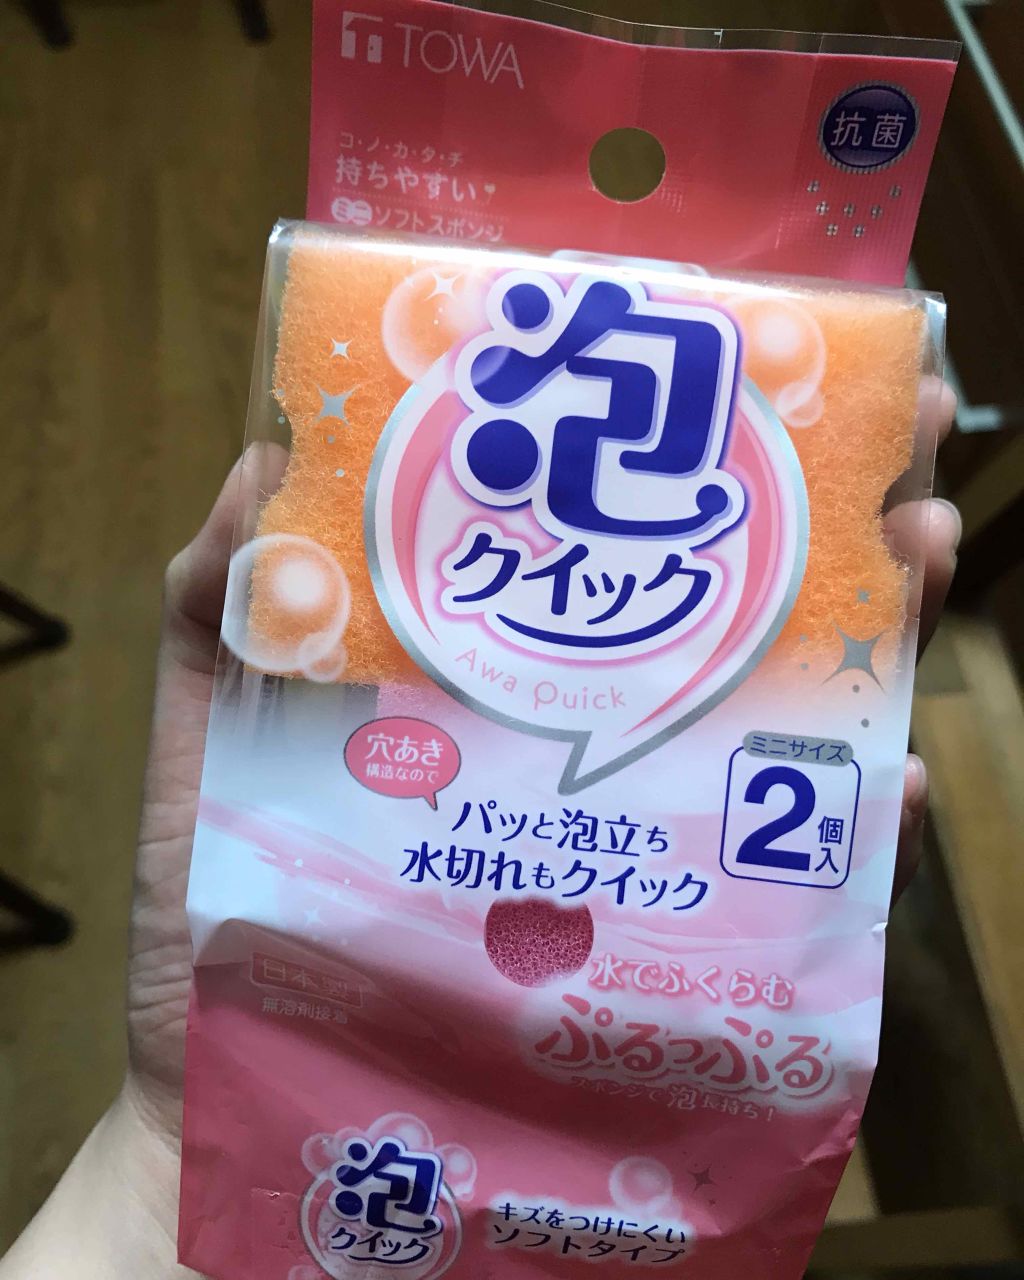 TOWA
抗菌
コ・ノ・カ・タ・チ
持ちやすい
ミニソフトスポンジ
泡
クイック
Awa Quick
穴あき
構造なので
パッと泡立ち
水切れもクイック
ミニサイズ
2個入
水でふくらむ
ぷるっぷる
スポンジで泡長持ち!
日本製
無溶剤接着
泡
クイック
キズをつけにくい
ソフトタイプ